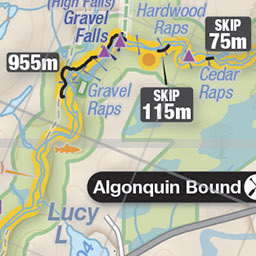 (High Falls)
Gravel
Falls
Hardwood
Raps
SKIP
75m
955m
Cedar
Raps
Gravel
Raps
SKIP
115m
Algonquin Bound
Lucy
L